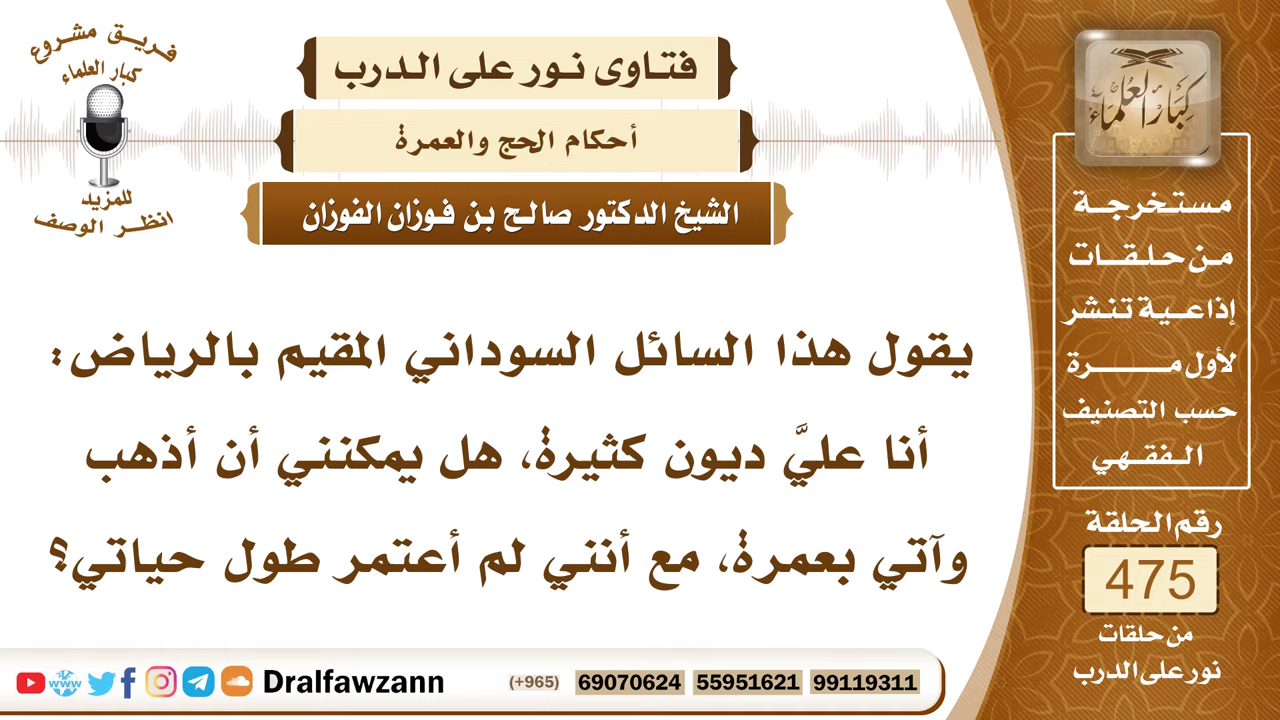 فريق مشروع
كبار العلماء
للمزيد
انظر الوصف
فتاوى نور على الدرب
أحكام الحج والعمرة
الشيخ الدكتور صالح بن فوزان الفوزان
يقول هذا السائل السوداني المقيم بالرياض:
أنا عليَّ ديون كثيرة، هل يمكنني أن أذهب
وآتي بعمرة، مع أنني لم أعتمر طول حياتي؟
كبار العلماء
مستخرجة
من حلقات
إذاعية تنشر
لأول مرة
حسب التصنيف
الفقهي
رقم الحلقة
475
من حلقات
نور على الدرب
www Dralfawzann (+965) 69070624 55951621 99119311